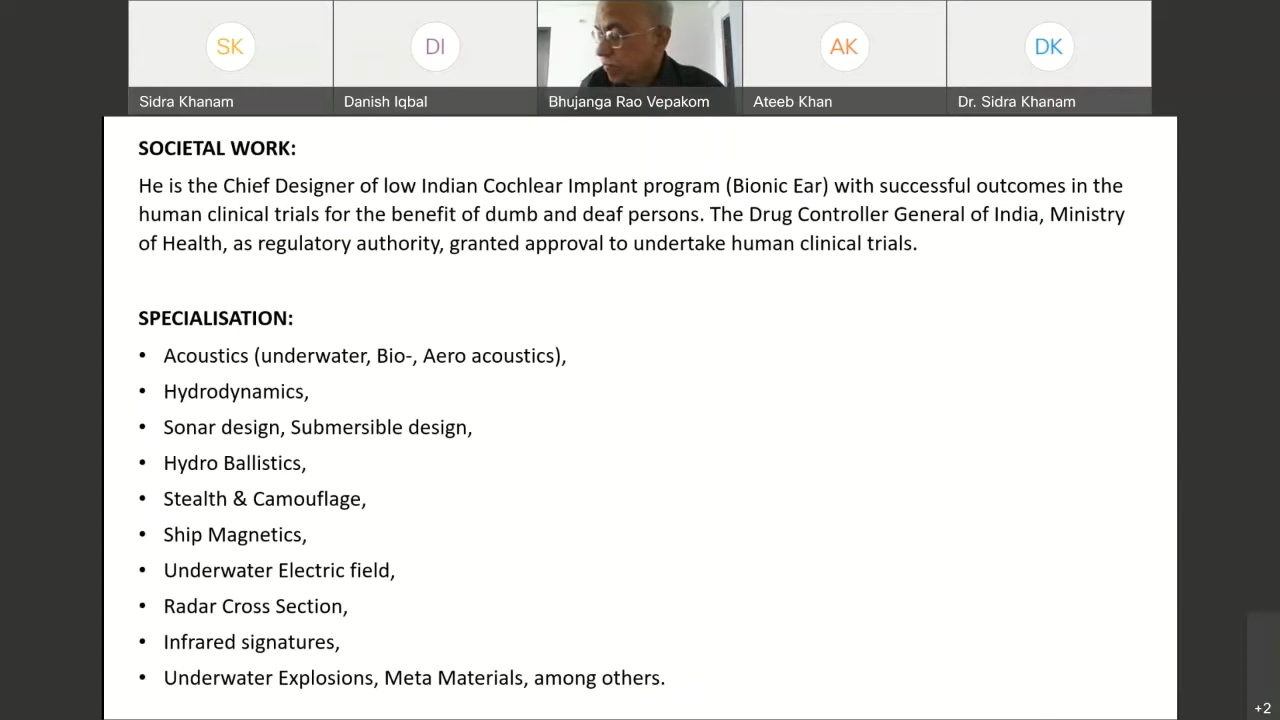 SK
DI
AK
DK
Sidra Khanam
Danish Iqbal
Bhujanga Rao Vepakom
Ateeb Khan
Dr. Sidra Khanam
SOCIETAL WORK:
He is the Chief Designer of low Indian Cochlear Implant program (Bionic Ear) with successful outcomes in the
human clinical trials for the benefit of dumb and deaf persons. The Drug Controller General of India, Ministry
of Health, as regulatory authority, granted approval to undertake human clinical trials.
SPECIALISATION:
• Acoustics (underwater, Bio-, Aero acoustics),
• Hydrodynamics,
• Sonar design, Submersible design,
• Hydro Ballistics,
• Stealth & Camouflage,
• Ship Magnetics,
• Underwater Electric field,
• Radar Cross Section,
• Infrared signatures,
• Underwater Explosions, Meta Materials, among others.
+2